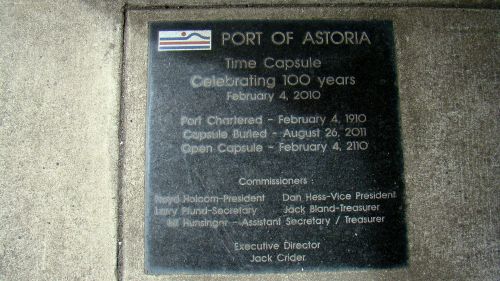 PORT OF ASTORIA
Time Capsule
Celebrating 100 years
February 4, 2010
Port Chartered - February 4, 1910
Capsule Buried - August 26, 2011
Open Capsule - February 4, 2110
Commissioners :
Floyd Holcom-President Dan Hess-Vice President
Larry Pfund-Secretary Jack Bland-Treasurer
Bill Hunsinger - Assistant Secretary / Treasurer
Executive Director
Jack Crider